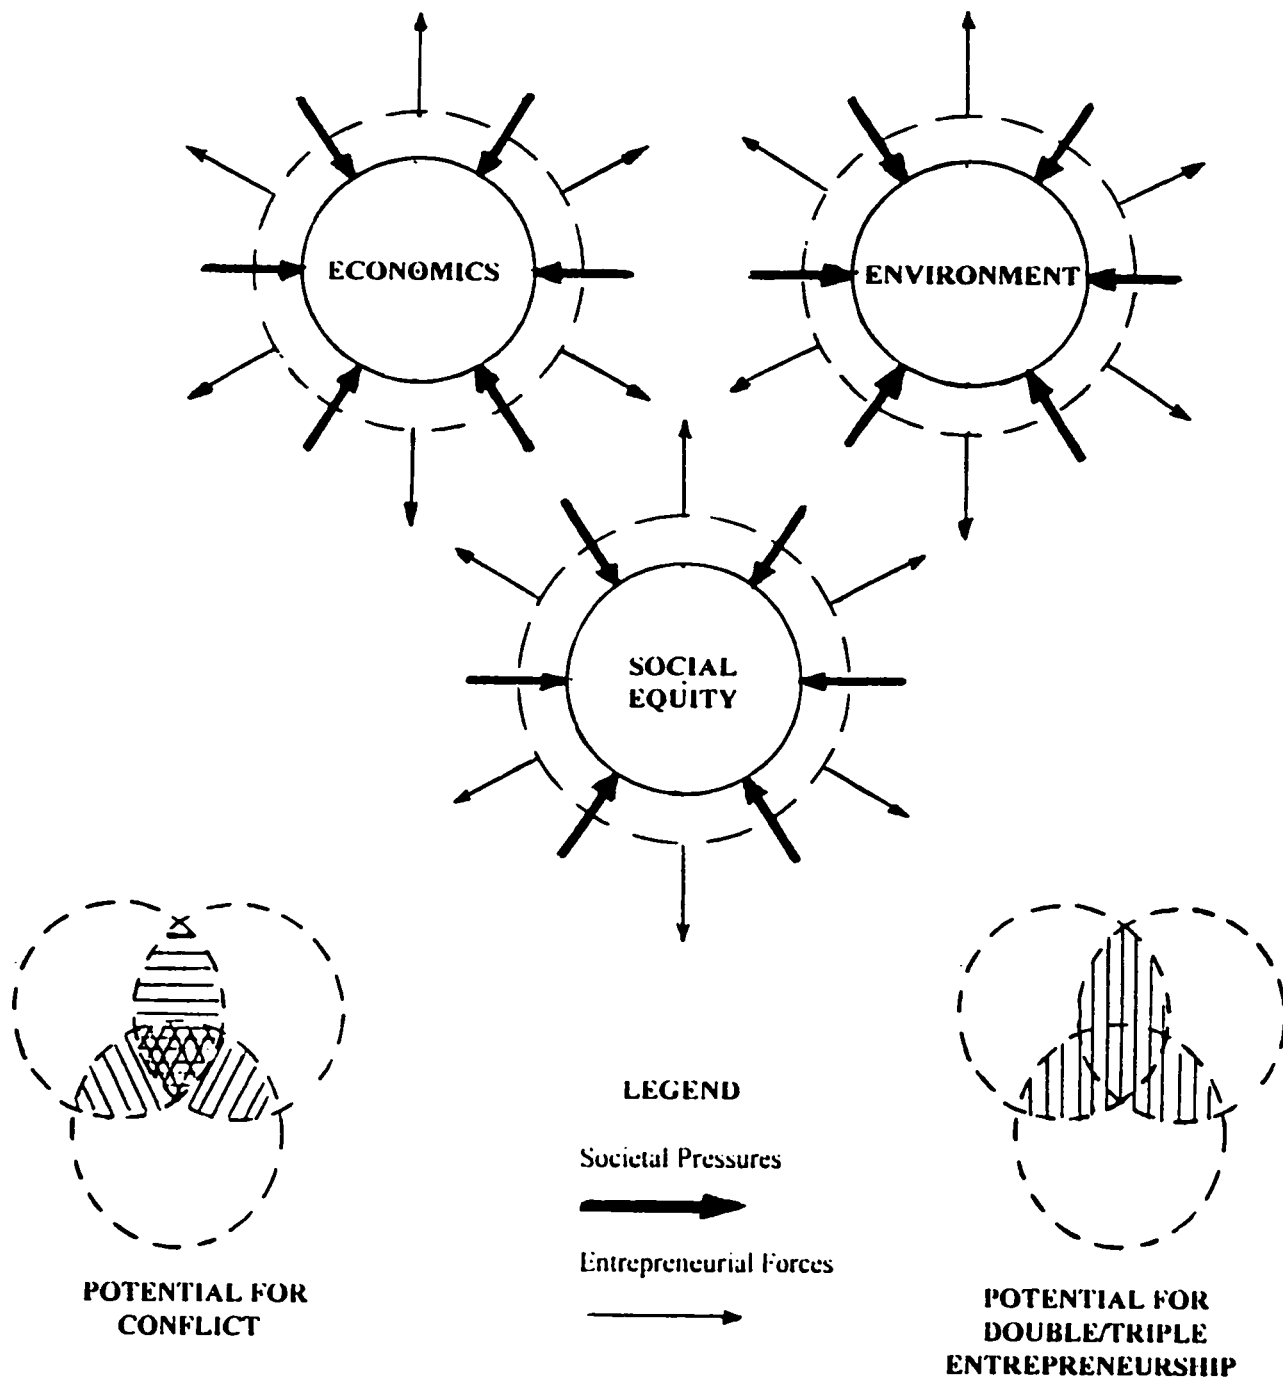 ECONOMICS
ENVIRONMENT
SOCIAL
EQUITY
LEGEND
Societal Pressures
Entrepreneurial Forces
POTENTIAL FOR
CONFLICT
POTENTIAL FOR
DOUBLE/TRIPLE
ENTREPRENEURSHIP